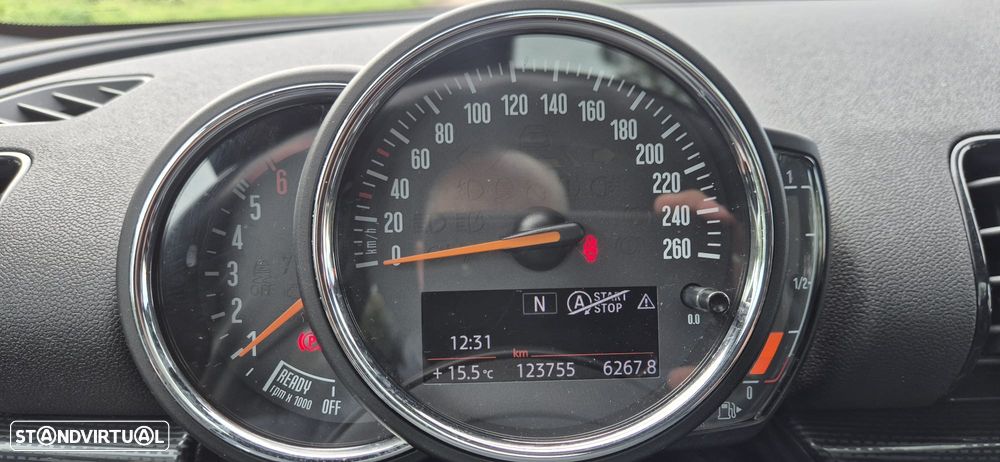 0 20 40 60 80 100 120 140 160 180 200 220 240 260
km/h
1 2 3 4 5 6
OFF
READY
OFF
rpm x 1000
N A START
STOP
12:31
km
+ 15.5°c 123755 6267.8
0.0
1
1/2
0
P
STANDVIRTUAL